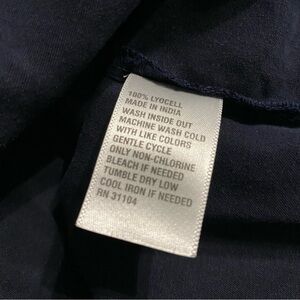 100% LYOCELL
MADE IN INDIA
WASH INSIDE OUT
MACHINE WASH COLD
WITH LIKE COLORS
GENTLE CYCLE
ONLY NON-CHLORINE
BLEACH IF NEEDED
TUMBLE DRY LOW
COOL IRON IF NEEDED
RN 31104